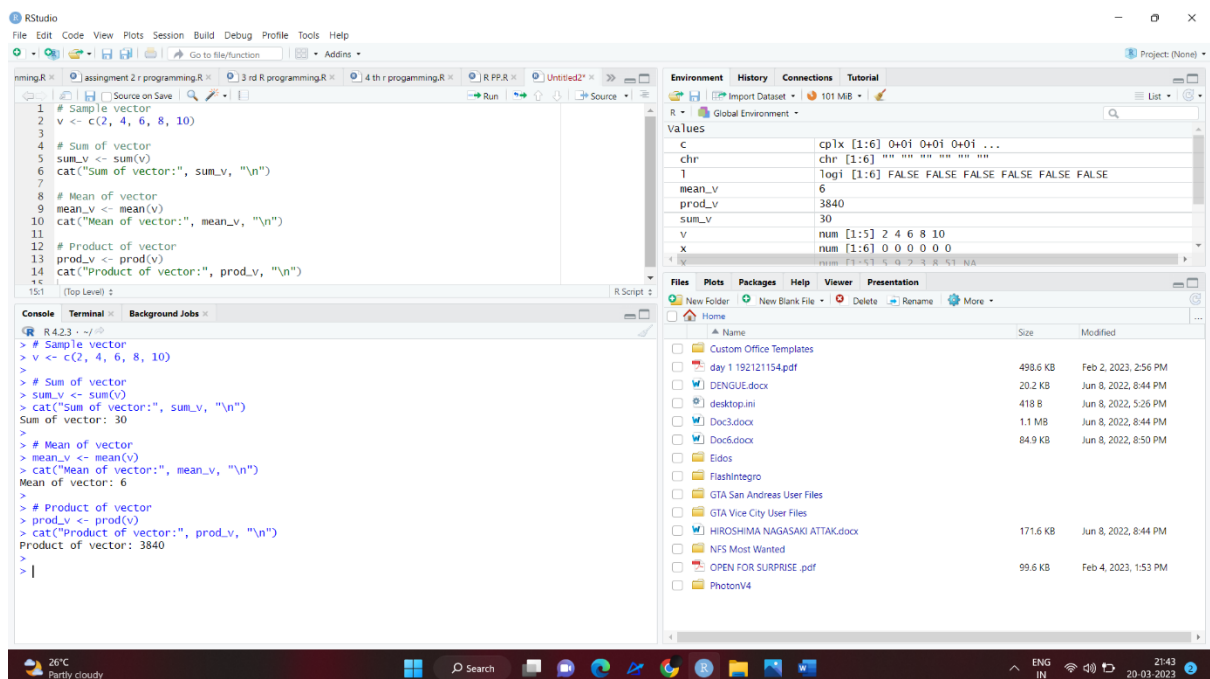 RStudio
File Edit Code View Plots Session Build Debug Profile Tools Help
Go to file/function Addins Project: (None)
nming.R assingment 2 r programming.R 3 rd R programming.R 4 th r progamming.R R PP.R Untitled2*
Source on Save Run Source
1 # Sample vector
2 v <- c(2, 4, 6, 8, 10)
3
4 # Sum of vector
5 sum_v <- sum(v)
6 cat("Sum of vector:", sum_v, "\n")
7
8 # Mean of vector
9 mean_v <- mean(v)
10 cat("Mean of vector:", mean_v, "\n")
11
12 # Product of vector
13 prod_v <- prod(v)
14 cat("Product of vector:", prod_v, "\n")
15
15:1 (Top Level) R Script
Console Terminal Background Jobs
R 4.2.3 · ~/
> # Sample vector
> v <- c(2, 4, 6, 8, 10)
>
> # Sum of vector
> sum_v <- sum(v)
> cat("Sum of vector:", sum_v, "\n")
Sum of vector: 30
>
> # Mean of vector
> mean_v <- mean(v)
> cat("Mean of vector:", mean_v, "\n")
Mean of vector: 6
>
> # Product of vector
> prod_v <- prod(v)
> cat("Product of vector:", prod_v, "\n")
Product of vector: 3840
>
>
Environment History Connections Tutorial
Import Dataset 101 MiB List
R Global Environment
Values
c cplx [1:6] 0+0i 0+0i 0+0i ...
chr chr [1:6] "" "" "" "" "" ""
l logi [1:6] FALSE FALSE FALSE FALSE FALSE FALSE
mean_v 6
prod_v 3840
sum_v 30
v num [1:5] 2 4 6 8 10
x num [1:6] 0 0 0 0 0 0
num [1:5] 5 9 2 3 8 51 NA
Files Plots Packages Help Viewer Presentation
New Folder New Blank File Delete Rename More
Home
Name Size Modified
Custom Office Templates
day 1 192121154.pdf 498.6 KB Feb 2, 2023, 2:56 PM
DENGUE.docx 20.2 KB Jun 8, 2022, 8:44 PM
desktop.ini 418 B Jun 8, 2022, 5:26 PM
Doc3.docx 1.1 MB Jun 8, 2022, 8:44 PM
Doc6.docx 84.9 KB Jun 8, 2022, 8:50 PM
Eidos
FlashIntegro
GTA San Andreas User Files
GTA Vice City User Files
HIROSHIMA NAGASAKI ATTAK.docx 171.6 KB Jun 8, 2022, 8:44 PM
NFS Most Wanted
OPEN FOR SURPRISE .pdf 99.6 KB Feb 4, 2023, 1:53 PM
PhotonV4
26°C
Partly cloudy
Search
ENG
IN
21:43
20-03-2023
2